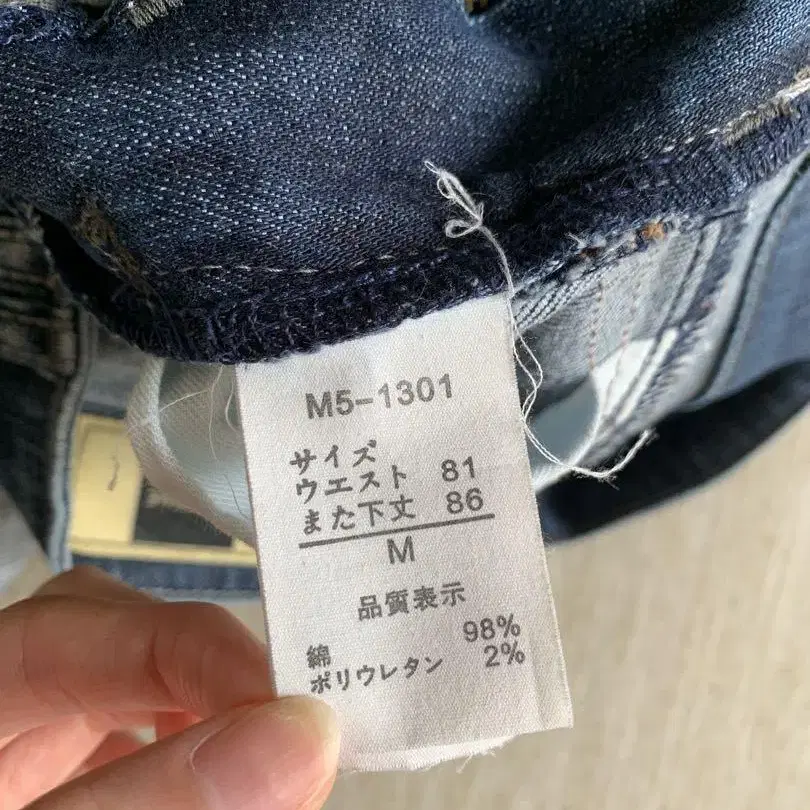 M5-1301
サイズ
ウエスト 81
また下丈 86
M
品質表示
綿 98%
ポリウレタン 2%